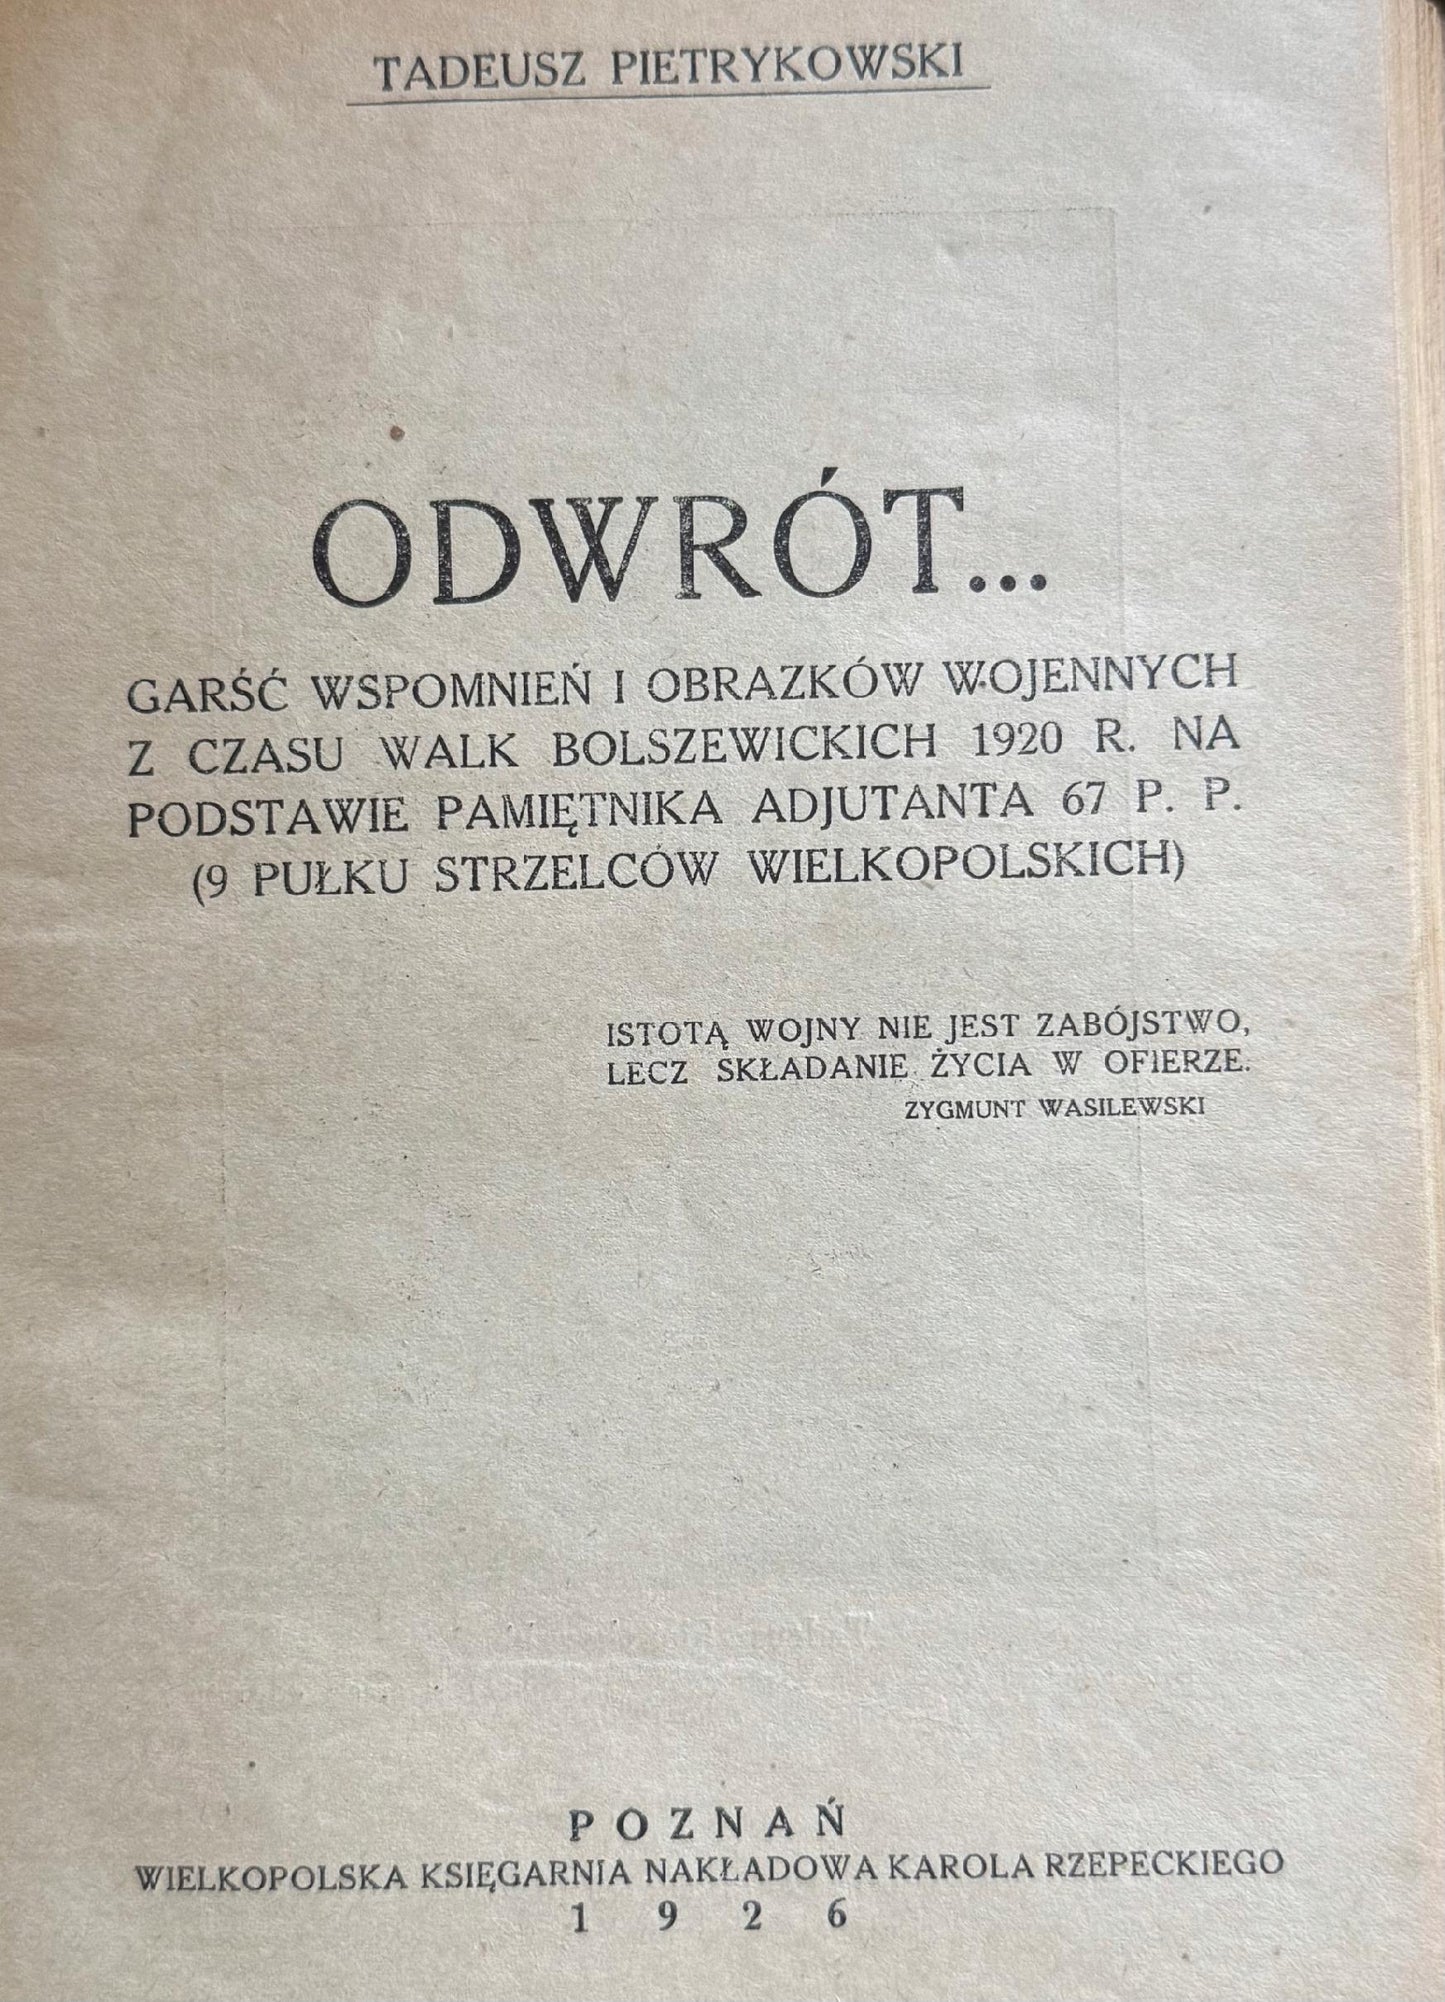 TADEUSZ PIETRYKOWSKI
ODWRÓT...
GARŚĆ WSPOMNIEŃ I OBRAZKÓW WOJENNYCH
Z CZASU WALK BOLSZEWICKICH 1920 R. NA
PODSTAWIE PAMIĘTNIKA ADJUTANTA 67 P. P.
(9 PUŁKU STRZELCÓW WIELKOPOLSKICH)
ISTOTĄ WOJNY NIE JEST ZABÓJSTWO,
LECZ SKŁADANIE ŻYCIA W OFIERZE.
ZYGMUNT WASILEWSKI
POZNAŃ
WIELKOPOLSKA KSIĘGARNIA NAKŁADOWA KAROLA RZEPECKIEGO
1926